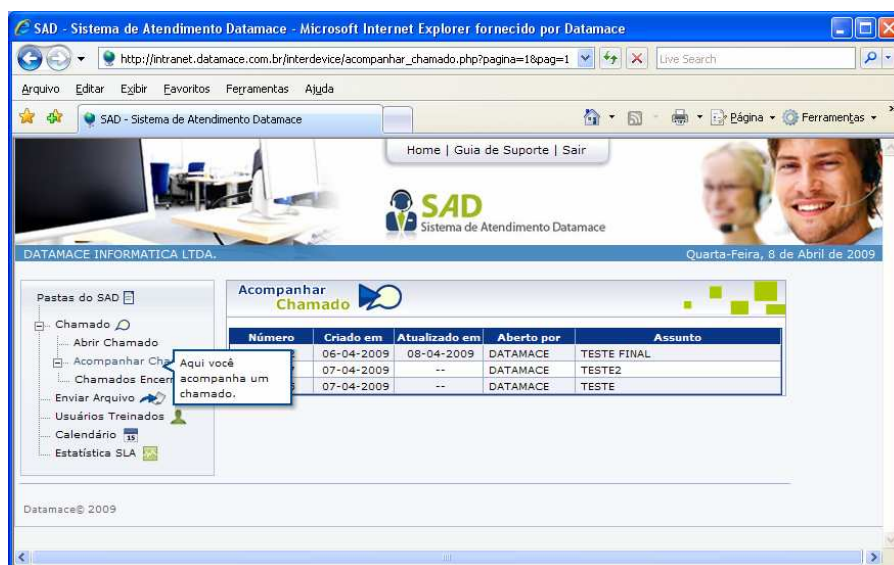 SAD - Sistema de Atendimento Datamace - Microsoft Internet Explorer fornecido por Datamace
http://intranet.datamace.com.br/interdevice/acompanhar_chamado.php?pagina=1&pag=1
Live Search
Arquivo Editar Exibir Favoritos Ferramentas Ajuda
SAD - Sistema de Atendimento Datamace
Página
Ferramentas
Home | Guia de Suporte | Sair
SAD
Sistema de Atendimento Datamace
DATAMACE INFORMATICA LTDA.
Quarta-Feira, 8 de Abril de 2009
Pastas do SAD
Chamado
Abrir Chamado
Acompanhar Cha
Chamados Encer
Enviar Arquivo
Usuários Treinados
Calendário
15
Estatística SLA
Aqui você
acompanha um
chamado.
Acompanhar
Chamado
Número Criado em Atualizado em Aberto por Assunto
06-04-2009 08-04-2009 DATAMACE TESTE FINAL
07-04-2009 -- DATAMACE TESTE2
07-04-2009 -- DATAMACE TESTE
Datamace© 2009